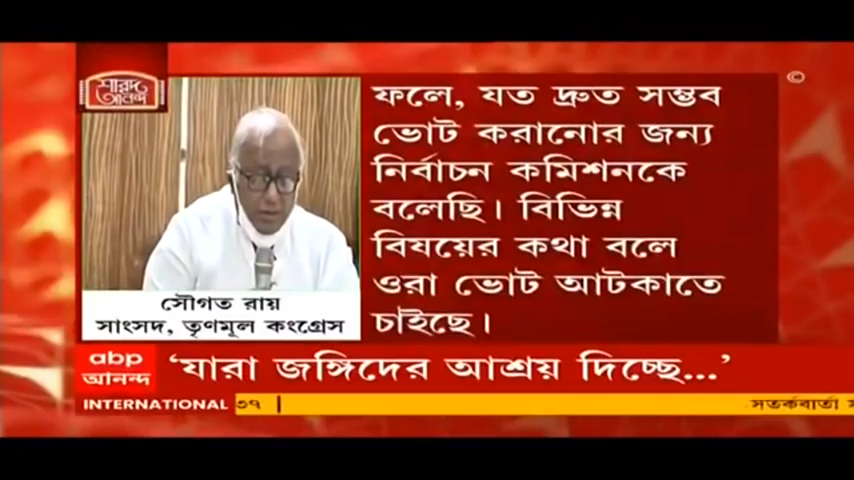 শারদ
আনন্দ
©
ফলে, যত দ্রুত সম্ভব
ভোট করানোর জন্য
নির্বাচন কমিশনকে
বলেছি। বিভিন্ন
বিষয়ের কথা বলে
ওরা ভোট আটকাতে
চাইছে।
সৌগত রায়
সাংসদ, তৃণমূল কংগ্রেস
abp
আনন্দ
‘যারা জঙ্গিদের আশ্রয় দিচ্ছে...’
INTERNATIONAL
৩৭
সতর্কবার্তা